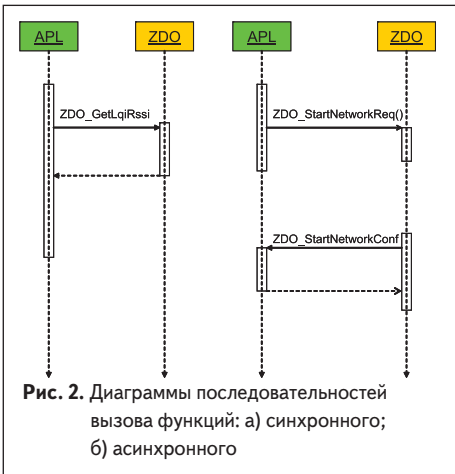 APL ZDO APL ZDO
ZDO_GetLqiRssi ZDO_StartNetworkReq()
ZDO_StartNetworkConf
Рис. 2. Диаграммы последовательностей
вызова функций: а) синхронного;
б) асинхронного